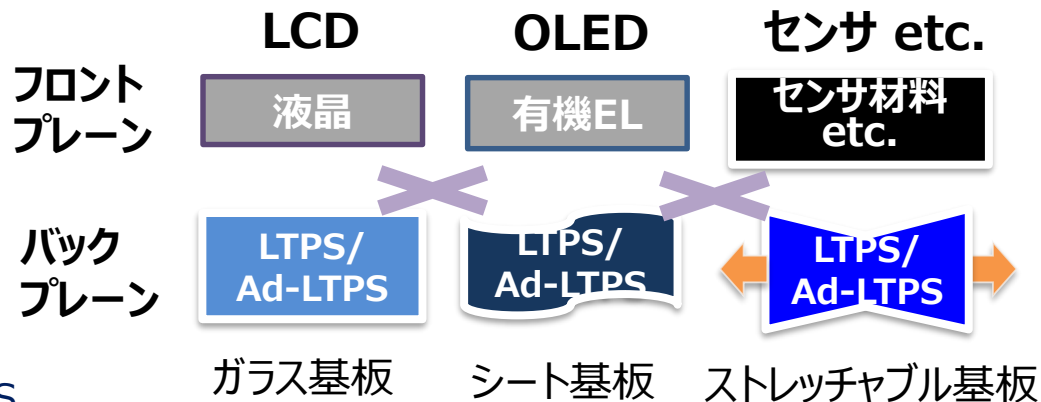 LCD
OLED
センサ etc.
フロント
プレーン
液晶
有機EL
センサ材料
etc.
バック
プレーン
LTPS/
Ad-LTPS
LTPS/
Ad-LTPS
LTPS/
Ad-LTPS
ガラス基板
シート基板
ストレッチャブル基板
S